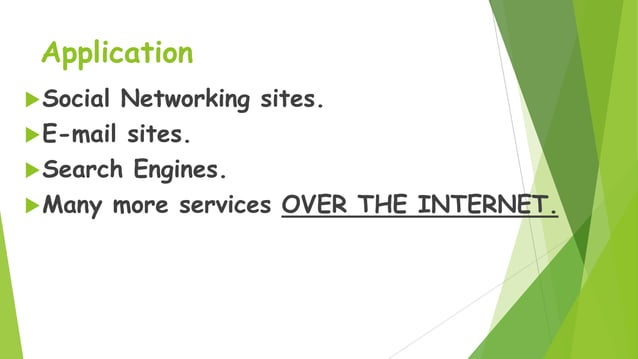 Application
Social Networking sites.
E-mail sites.
Search Engines.
Many more services OVER THE INTERNET.